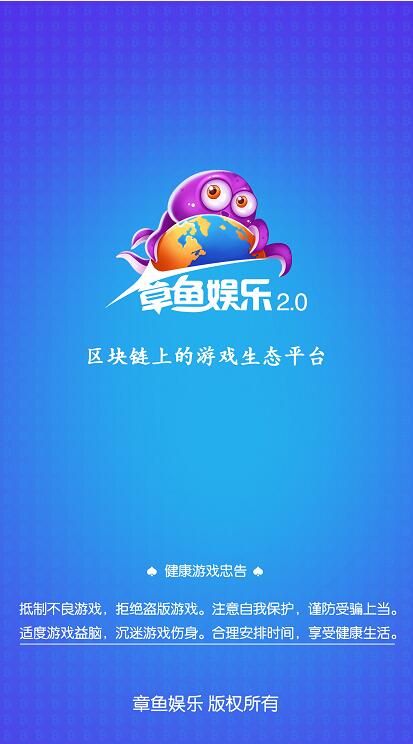 章鱼娱乐2.0
区块链上的游戏生态平台
♠ 健康游戏忠告 ♠
抵制不良游戏，拒绝盗版游戏。注意自我保护，谨防受骗上当。
适度游戏益脑，沉迷游戏伤身。合理安排时间，享受健康生活。
章鱼娱乐 版权所有